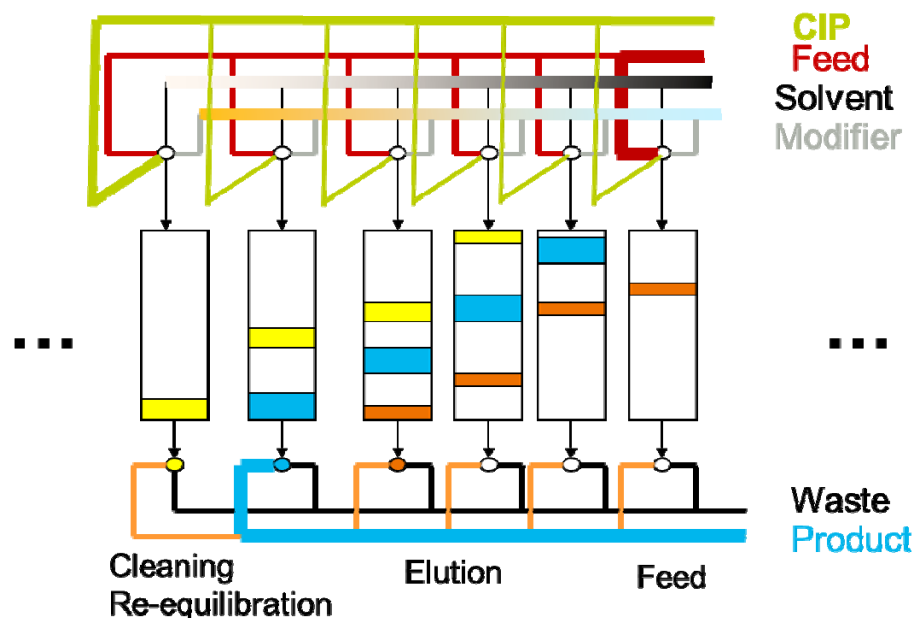 CIP
Feed
Solvent
Modifier
...
...
Waste
Product
Cleaning
Re-equilibration
Elution
Feed